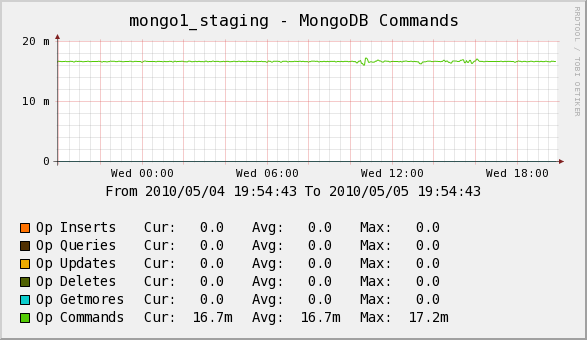 mongo1_staging - MongoDB Commands
RRDTOOL / TOBI OETIKER
20 m
10 m
0
Wed 00:00 Wed 06:00 Wed 12:00 Wed 18:00
From 2010/05/04 19:54:43 To 2010/05/05 19:54:43
Op Inserts Cur: 0.0 Avg: 0.0 Max: 0.0
Op Queries Cur: 0.0 Avg: 0.0 Max: 0.0
Op Updates Cur: 0.0 Avg: 0.0 Max: 0.0
Op Deletes Cur: 0.0 Avg: 0.0 Max: 0.0
Op Getmores Cur: 0.0 Avg: 0.0 Max: 0.0
Op Commands Cur: 16.7m Avg: 16.7m Max: 17.2m